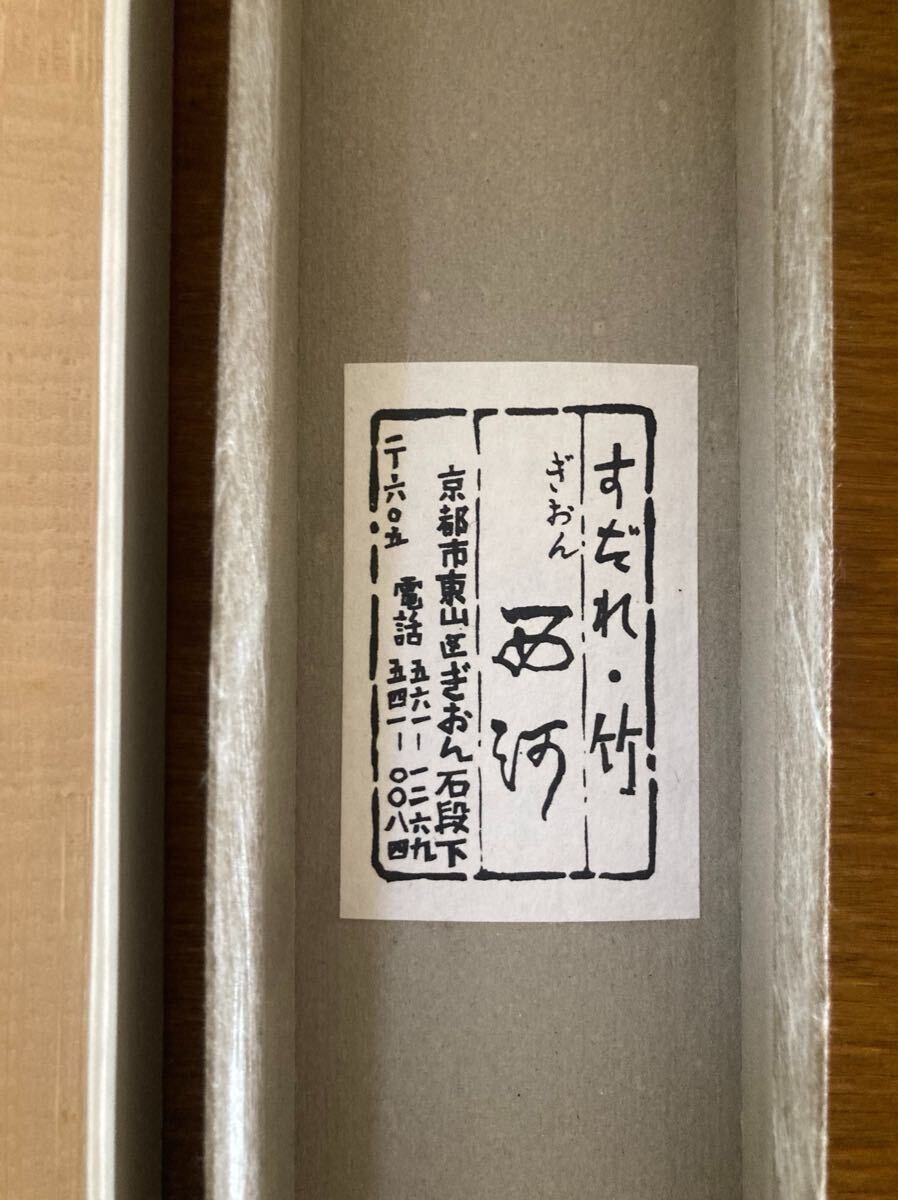 すだれ・竹
ぎおん
西河
京都市東山区ぎおん石段下
電話 五六一ー一二六九
五四一ー〇〇八四
〒六〇五